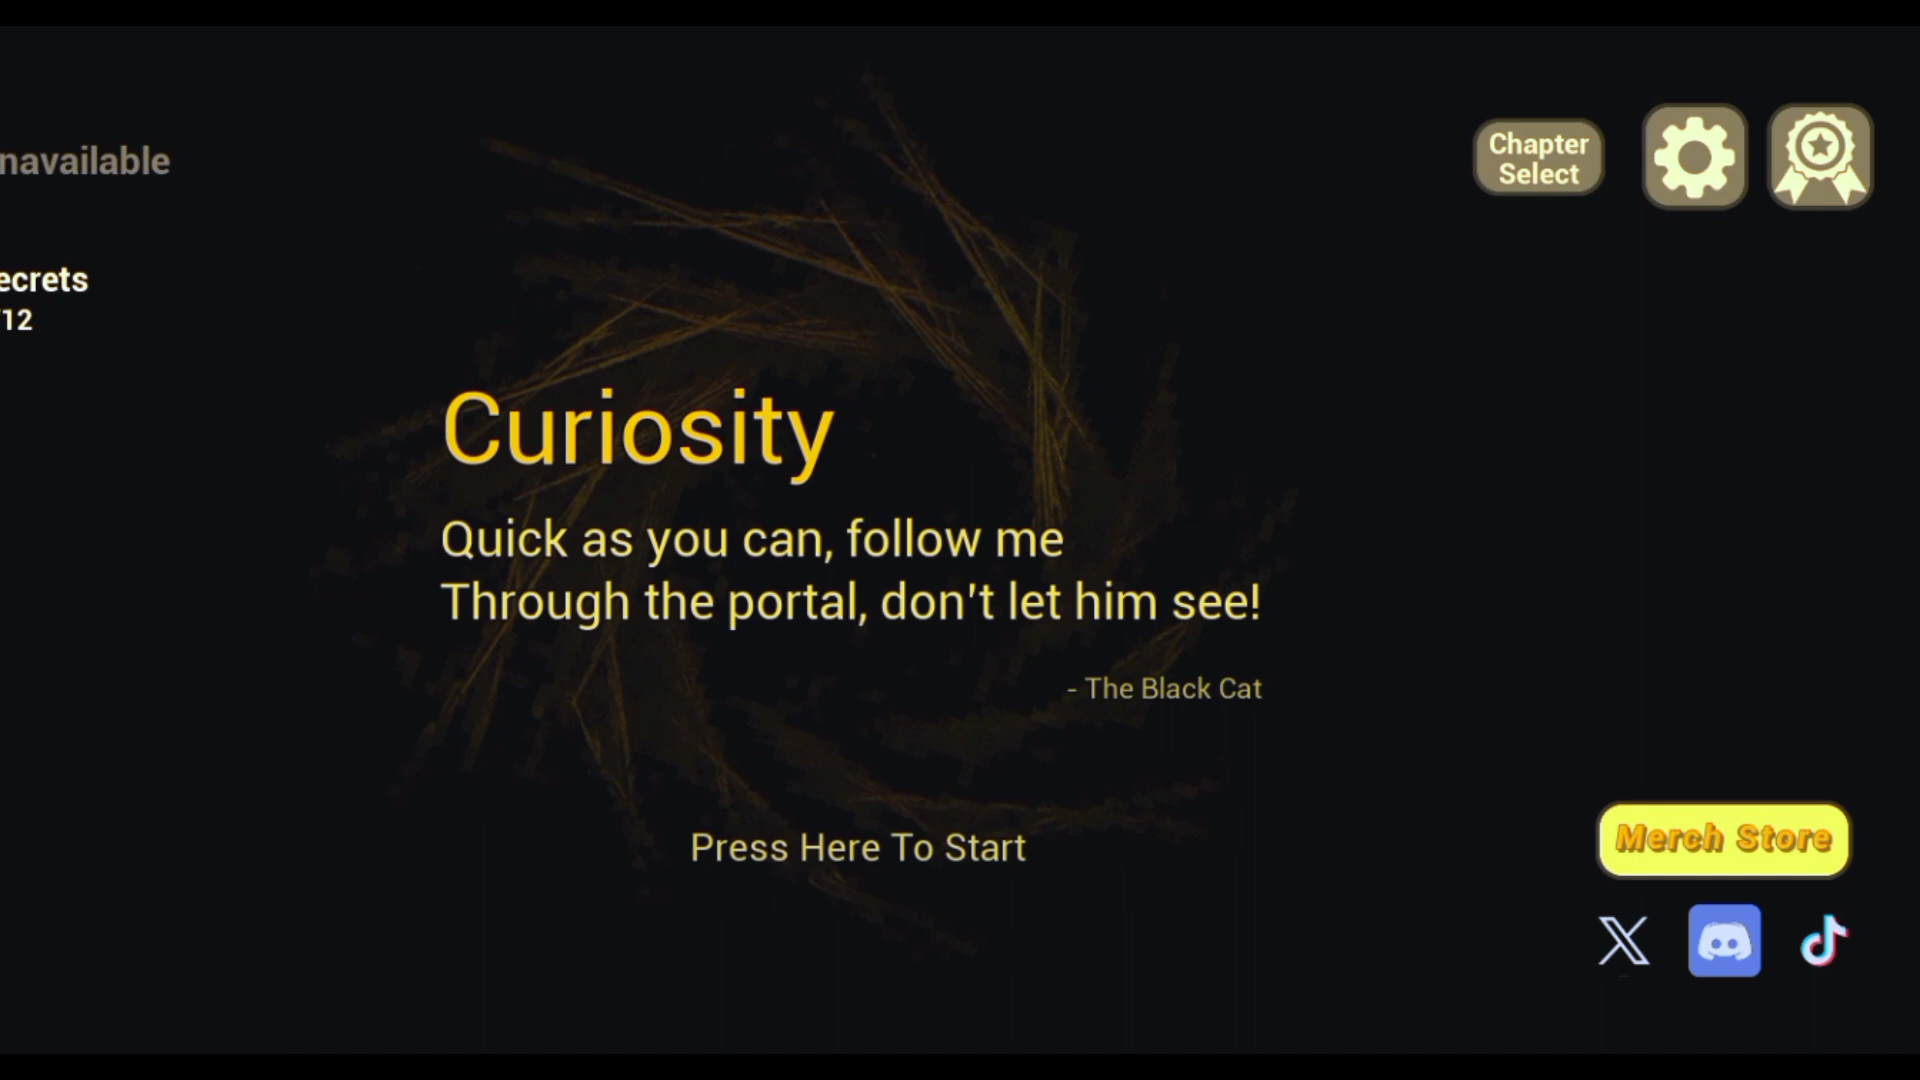 navailable
Chapter
Select
ecrets
/12
Curiosity
Quick as you can, follow me
Through the portal, don't let him see!
- The Black Cat
Press Here To Start
Merch Store